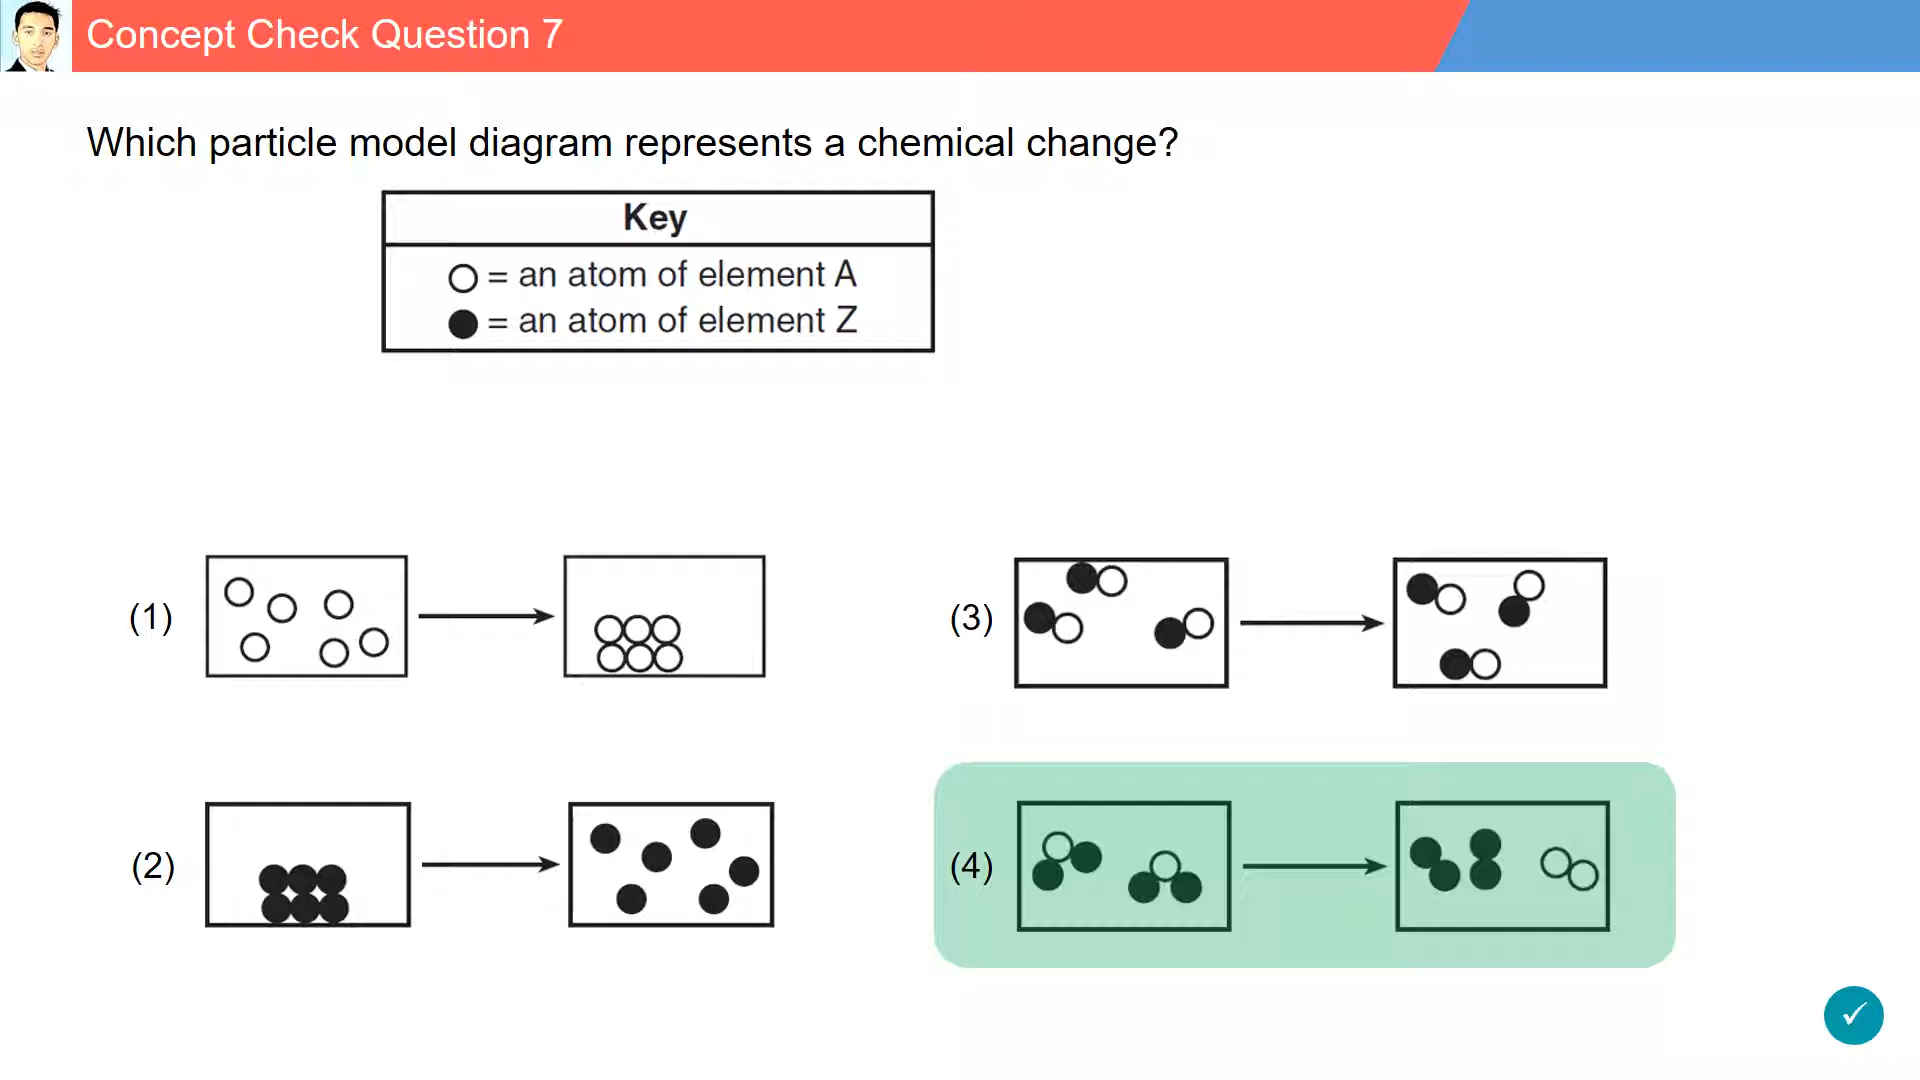 Concept Check Question 7
Which particle model diagram represents a chemical change?
Key
= an atom of element A
= an atom of element Z
(1)
(3)
(2)
(4)